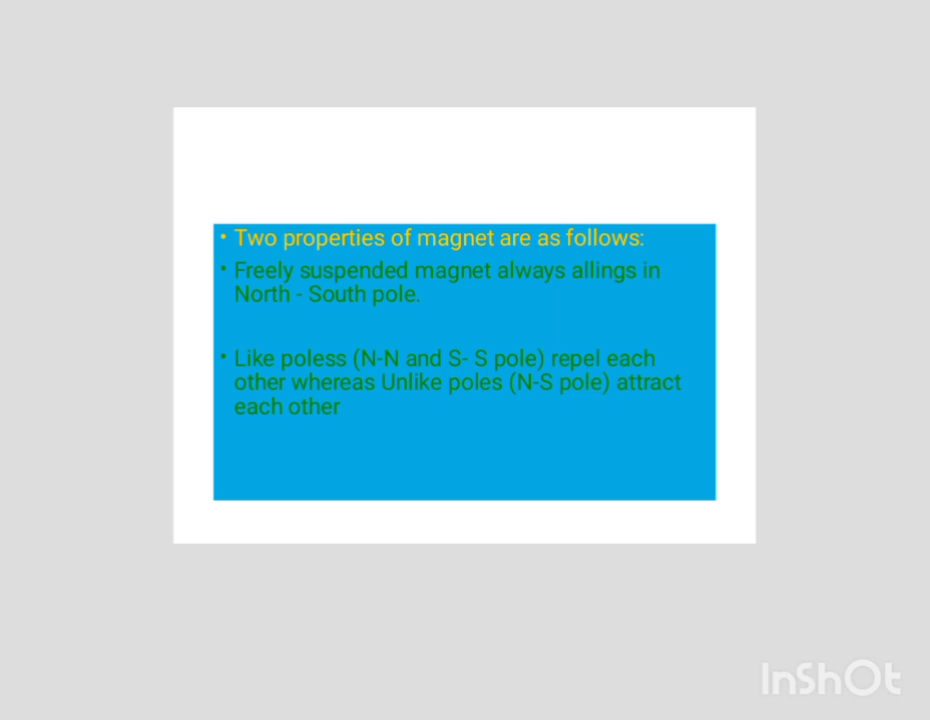 • Two properties of magnet are as follows:
• Freely suspended magnet always allings in
North - South pole.
• Like poless (N-N and S- S pole) repel each
other whereas Unlike poles (N-S pole) attract
each other
InShOt